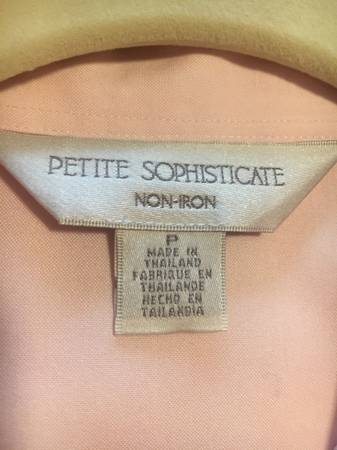 PETITE SOPHISTICATE
NON-IRON
P
MADE IN
THAILAND
FABRIQUE EN
THAILANDE
HECHO EN
TAILANDIA